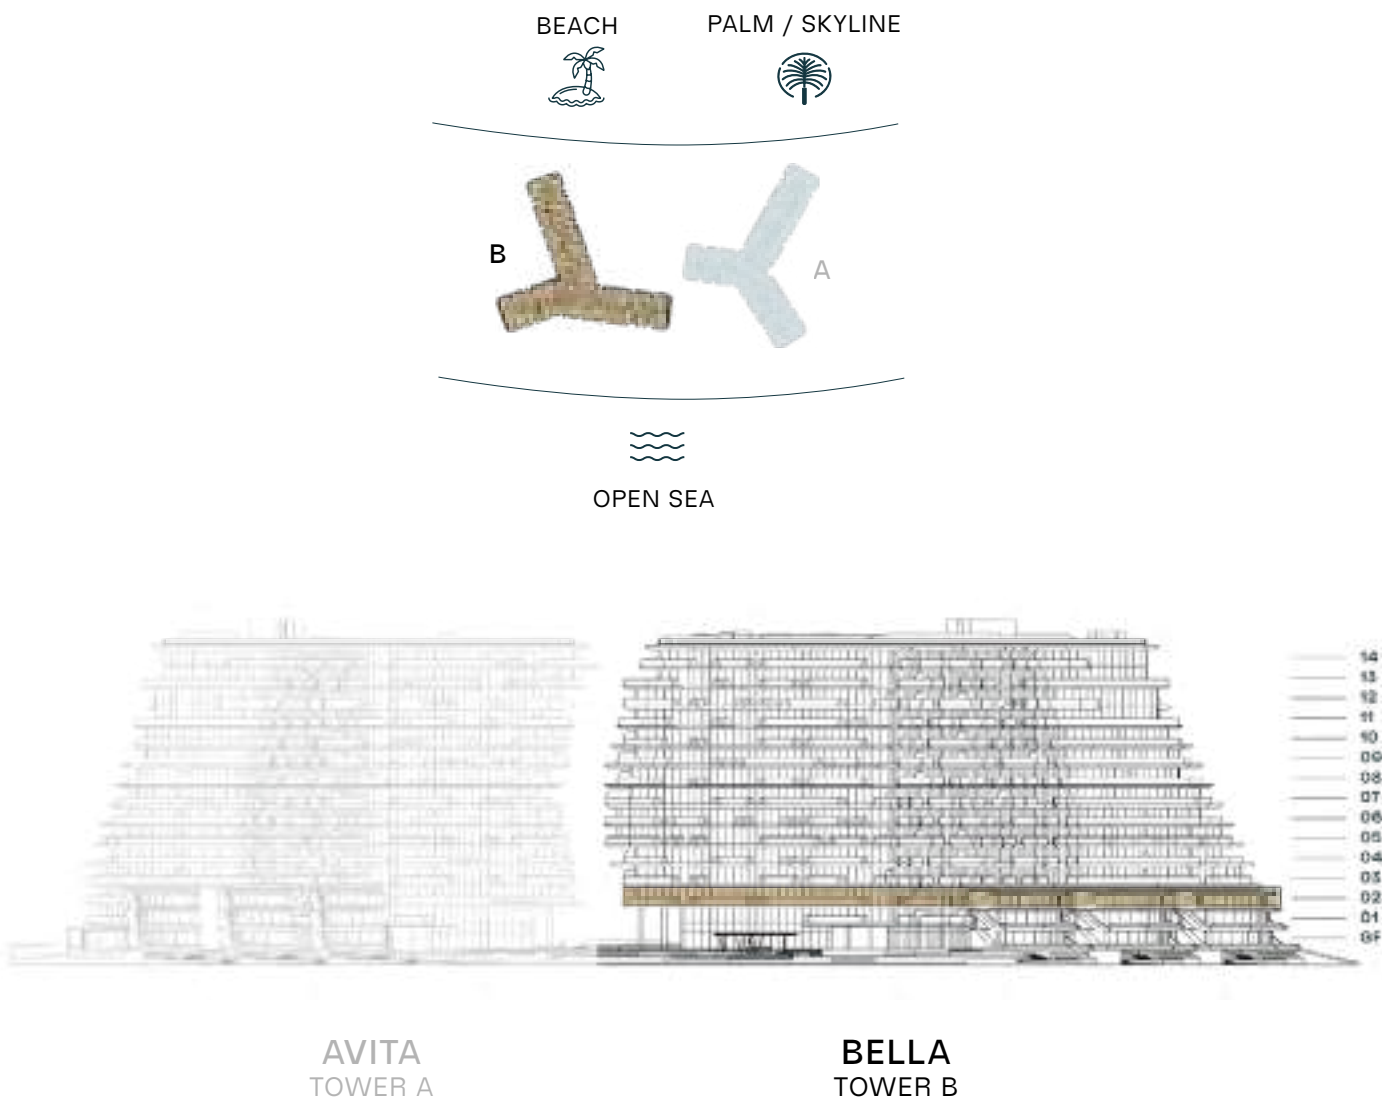 BEACH
PALM / SKYLINE
B
A
OPEN SEA
14
13
12
11
10
09
08
07
06
05
04
03
02
01
GF
AVITA
TOWER A
BELLA
TOWER B